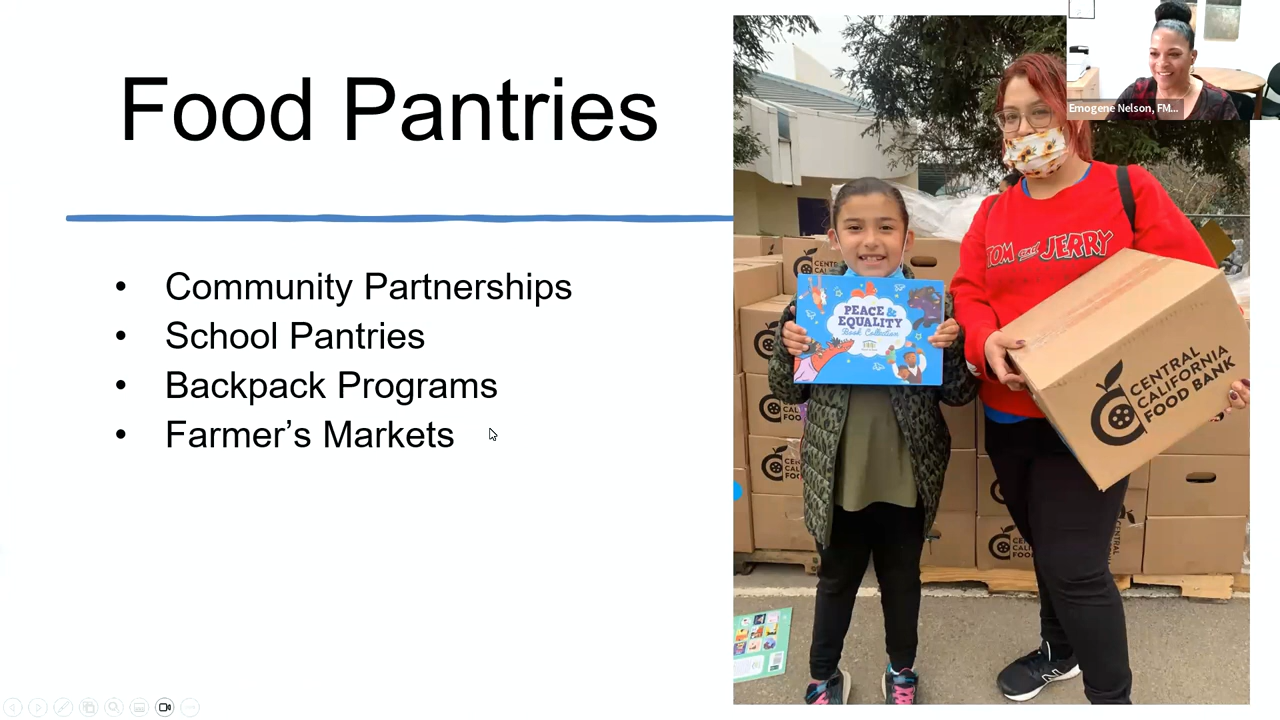 Food Pantries
• Community Partnerships
• School Pantries
• Backpack Programs
• Farmer’s Markets
Emogene Nelson, FM...
TOM and JERRY
PEACE &
EQUALITY
Book Collection
CENTRAL
CALIFORNIA
FOOD BANK